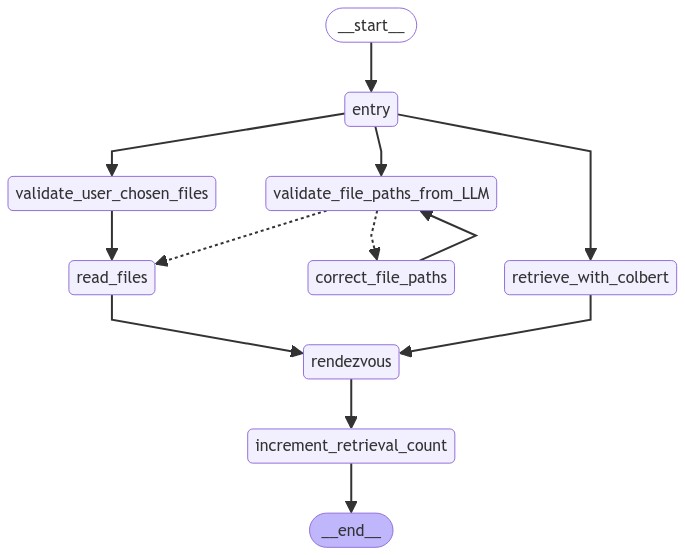 __start__
entry
validate_user_chosen_files
validate_file_paths_from_LLM
read_files
correct_file_paths
retrieve_with_colbert
rendezvous
increment_retrieval_count
__end__